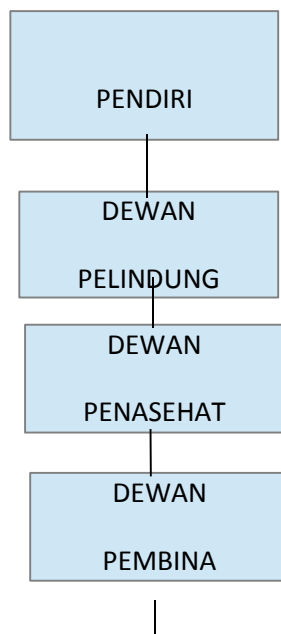 PENDIRI
DEWAN
PELINDUNG
DEWAN
PENASEHAT
DEWAN
PEMBINA